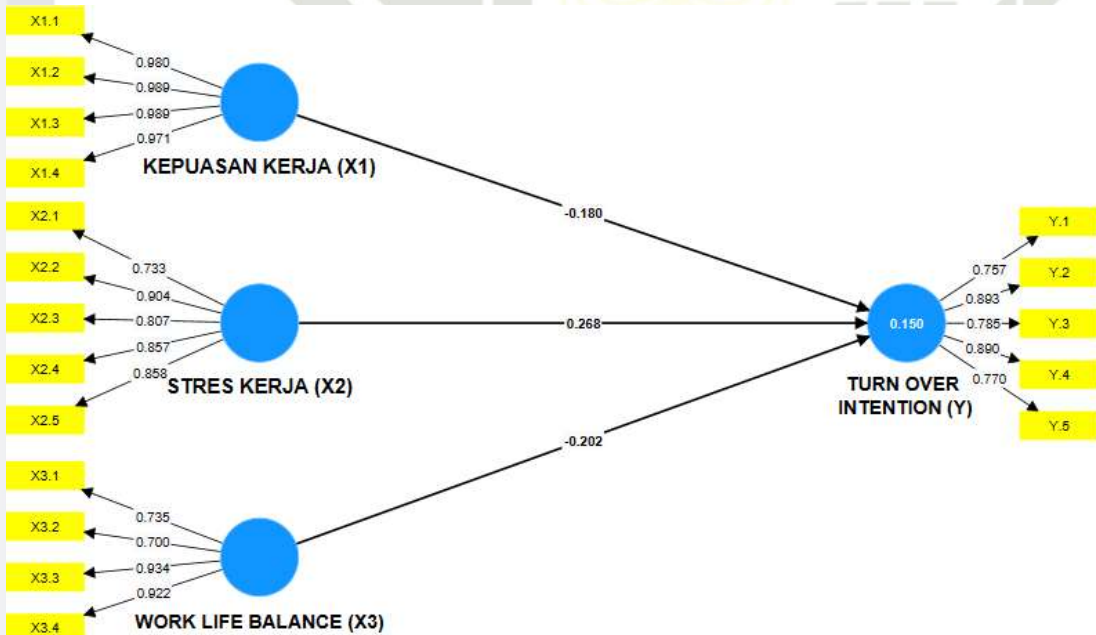 X1.1
X1.2
X1.3
X1.4
0.980
0.989
0.989
0.971
KEPUASAN KERJA (X1)
-0.180
X2.1
X2.2
X2.3
X2.4
X2.5
0.733
0.904
0.807
0.857
0.858
STRES KERJA (X2)
0.268
X3.1
X3.2
X3.3
X3.4
0.735
0.700
0.934
0.922
WORK LIFE BALANCE (X3)
-0.202
0.150
TURN OVER
INTENTION (Y)
0.757
0.893
0.785
0.890
0.770
Y.1
Y.2
Y.3
Y.4
Y.5